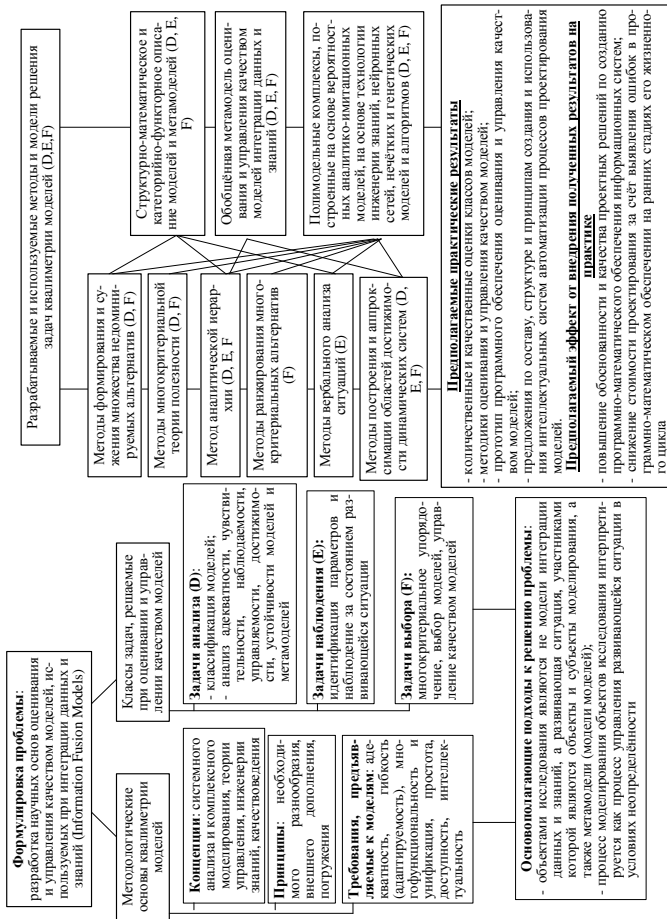 Формулировка проблемы:
разработка научных основ оценивания
и управления качеством моделей, ис-
пользуемых при интеграции данных и
знаний (Information Fusion Models)
Методологические
основы квалиметрии
моделей
Концепции: системного
анализа и комплексного
моделирования, теории
управления, инженерии
знаний, качествоведения
Принципы: необходи-
мого разнообразия,
внешнего дополнения,
погружения
Требования, предъяв-
ляемые к моделям: аде-
кватность, гибкость
(адаптируемость), мно-
гофункциональность и
унификация, простота,
доступность, интеллек-
туальность
Классы задач, решаемые
при оценивании и управ-
лении качеством моделей
Задачи анализа (D):
- классификация моделей;
- анализ адекватности, чувстви-
тельности, наблюдаемости,
управляемости, достижимо-
сти, устойчивости моделей и
метамоделей
Задачи наблюдения (E):
идентификация параметров и
наблюдение за состоянием раз-
вивающейся ситуации
Задачи выбора (F):
многокритериальное упорядо-
чение, выбор моделей, управ-
ление качеством моделей
Основополагающие подходы к решению проблемы:
- объектами исследования являются не модели интеграции
данных и знаний, а развивающая ситуация, участниками
которой являются объекты и субъекты моделирования, а
также метамодели (модели моделей);
- процесс моделирования объектов исследования интерпрети-
руется как процесс управления развивающейся ситуации в
условиях неопределённости
Разрабатываемые и используемые методы и модели решения
задач квалиметрии моделей (D,E,F)
Методы формирования и су-
жения множества недомини-
руемых альтернатив (D, F)
Методы многокритериальной
теории полезности (D, F)
Метод аналитической иерар-
хии (D, E, F
Методы ранжирования много-
критериальных альтернатив
(F)
Методы вербального анализа
ситуаций (E)
Методы построения и аппрок-
симации областей достижимо-
сти динамических систем (D,
E, F)
Структурно-математическое и
категорийно-функторное описа-
ние моделей и метамоделей (D, E,
F)
Обобщённая метамодель оцени-
вания и управления качеством
моделей интеграции данных и
знаний (D, E, F)
Полимодельные комплексы, по-
строенные на основе вероятност-
ных аналитико-имитационных
моделей, на основе технологии
инженерии знаний, нейронных
сетей, нечётких и генетических
моделей и алгоритмов (D, E, F)
Предполагаемые практические результаты
- количественные и качественные оценки классов моделей;
- методики оценивания и управления качеством моделей;
- прототип программного обеспечения оценивания и управления качест-
вом моделей;
- предложения по составу, структуре и принципам создания и использова-
ния интеллектуальных систем автоматизации процессов проектирования
моделей.
Предполагаемый эффект от внедрения полученных результатов на
практике
- повышение обоснованности и качества проектных решений по созданию
программно-математического обеспечения информационных систем;
- снижение стоимости проектирования за счёт выявления ошибок в про-
граммно-математическом обеспечении на ранних стадиях его жизненно-
го цикла